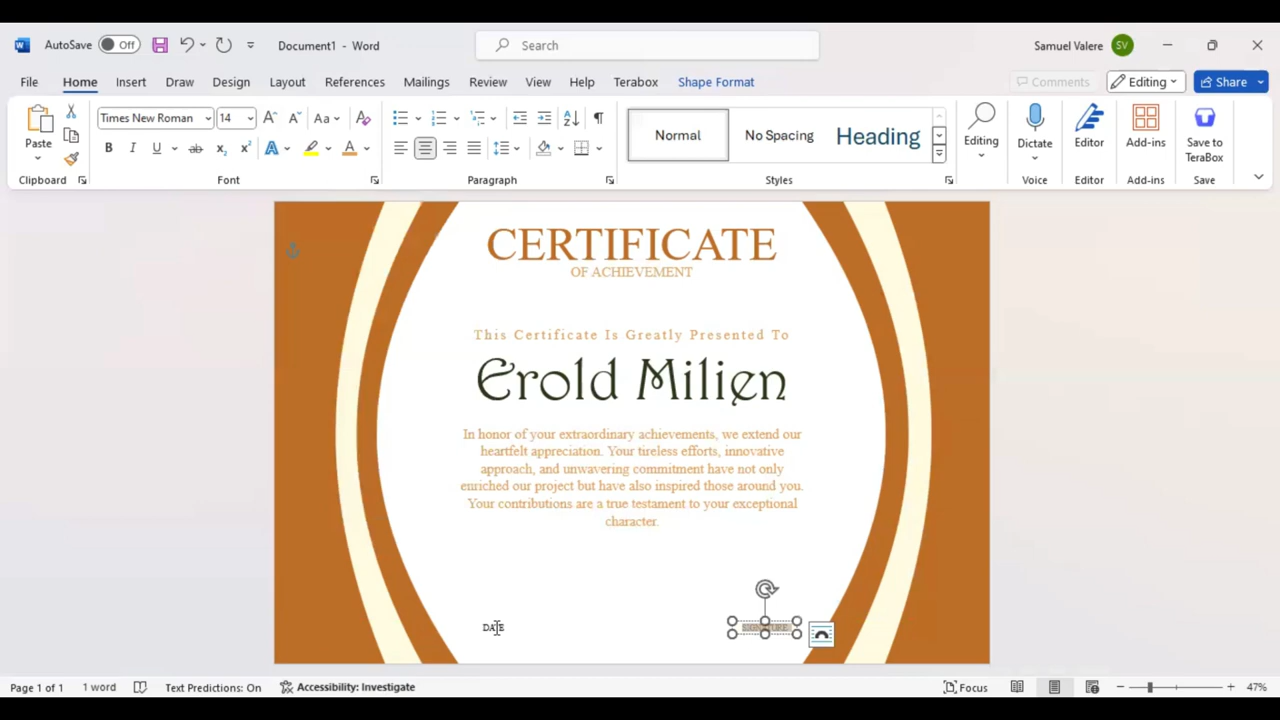 AutoSave Off Document1 - Word Search Samuel Valere SV
File Home Insert Draw Design Layout References Mailings Review View Help Terabox Shape Format Comments Editing Share
Paste Times New Roman 14 Aa Normal No Spacing Heading Editing Dictate Editor Add-ins Save to TeraBox
Clipboard Font Paragraph Styles Voice Editor Add-ins Save
CERTIFICATE
OF ACHIEVEMENT
This Certificate Is Greatly Presented To
Erold Milien
In honor of your extraordinary achievements, we extend our
heartfelt appreciation. Your tireless efforts, innovative
approach, and unwavering commitment have not only
enriched our project but have also inspired those around you.
Your contributions are a true testament to your exceptional
character.
DATE SIGNATURE
Page 1 of 1 1 word Text Predictions: On Accessibility: Investigate Focus 47%